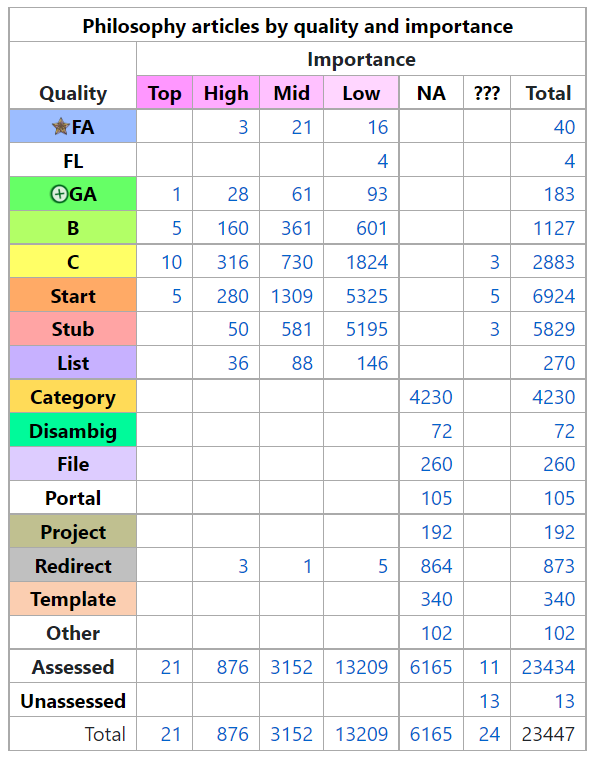 Philosophy articles by quality and importance
Importance
Quality Top High Mid Low NA ??? Total
FA 3 21 16 40
FL 4 4
GA 1 28 61 93 183
B 5 160 361 601 1127
C 10 316 730 1824 3 2883
Start 5 280 1309 5325 5 6924
Stub 50 581 5195 3 5829
List 36 88 146 270
Category 4230 4230
Disambig 72 72
File 260 260
Portal 105 105
Project 192 192
Redirect 3 1 5 864 873
Template 340 340
Other 102 102
Assessed 21 876 3152 13209 6165 11 23434
Unassessed 13 13
Total 21 876 3152 13209 6165 24 23447